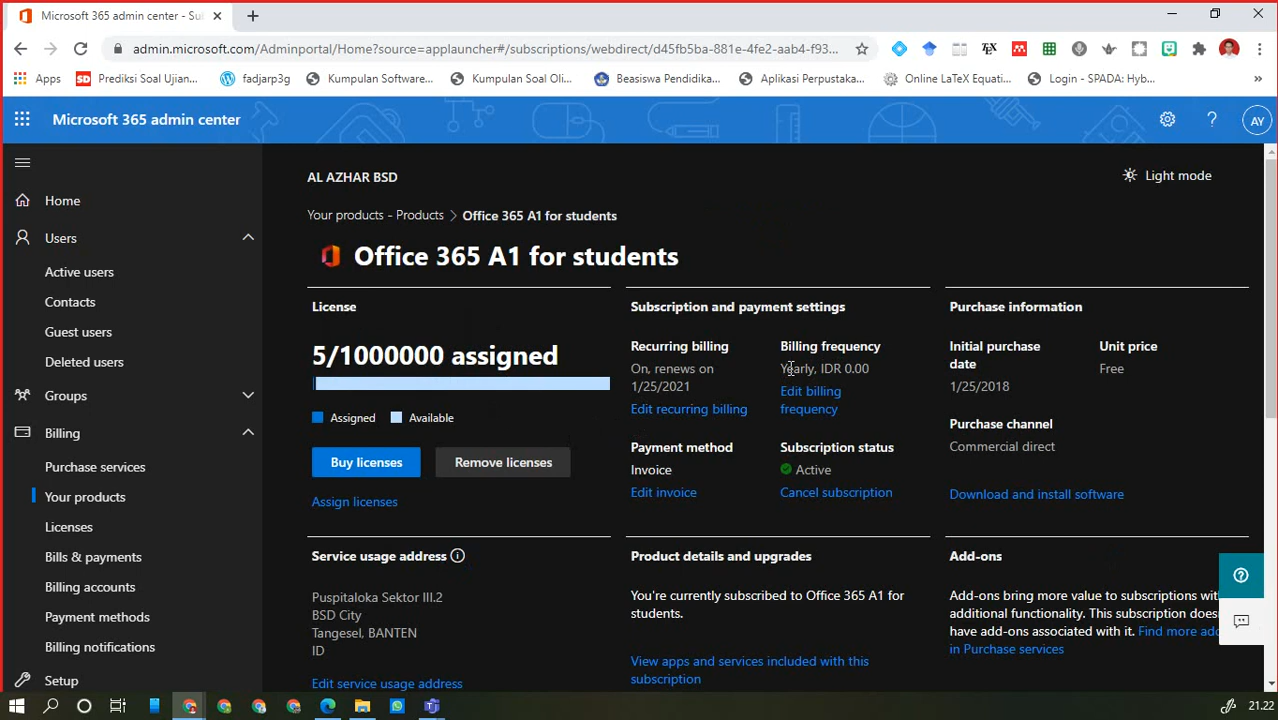 Microsoft 365 admin center - Su
admin.microsoft.com/Adminportal/Home?source=applauncher#/subscriptions/webdirect/d45fb5ba-881e-4fe2-aab4-f93...
Apps
Prediksi Soal Ujian...
fadjarp3g
Kumpulan Software...
Kumpulan Soal Oli...
Beasiswa Pendidika...
Aplikasi Perpustaka...
Online LaTeX Equati...
Login - SPADA: Hyb...
»
Microsoft 365 admin center
AY
AL AZHAR BSD
Light mode
Home
Users
Active users
Contacts
Guest users
Deleted users
Groups
Billing
Purchase services
Your products
Licenses
Bills & payments
Billing accounts
Payment methods
Billing notifications
Setup
Your products - Products > Office 365 A1 for students
Office 365 A1 for students
License
5/1000000 assigned
Assigned
Available
Buy licenses
Remove licenses
Assign licenses
Subscription and payment settings
Recurring billing
On, renews on
1/25/2021
Edit recurring billing
Billing frequency
Yearly, IDR 0.00
Edit billing
frequency
Payment method
Invoice
Edit invoice
Subscription status
Active
Cancel subscription
Purchase information
Initial purchase
date
1/25/2018
Unit price
Free
Purchase channel
Commercial direct
Download and install software
Service usage address
Puspitaloka Sektor III.2
BSD City
Tangesel, BANTEN
ID
Edit service usage address
Product details and upgrades
You're currently subscribed to Office 365 A1 for
students.
View apps and services included with this
subscription
Add-ons
Add-ons bring more value to subscriptions wit
additional functionality. This subscription does
have add-ons associated with it. Find more add
in Purchase services
21.22